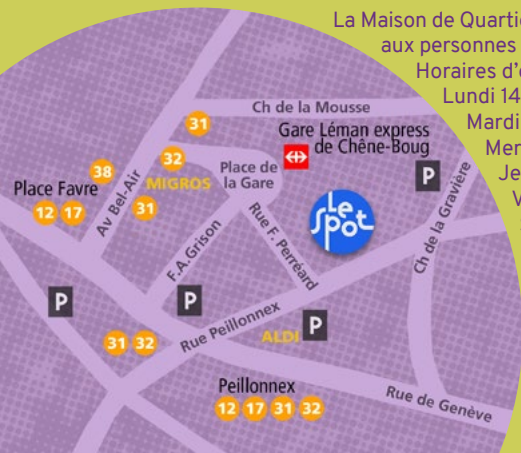 La Maison de Quartie
aux personnes
Horaires d'
Lundi 14
Mardi
Mer
Je
V
Ch de la Mousse
31
Gare Léman express
de Chêne-Boug
32
MIGROS
Place de
la Gare
P
38
Place Favre
12 17
Av Bel-Air
31
Le
Spot
F.A.Grison
Rue F. Perréard
Ch de la Gravière
P
P
Rue Peillonnex
ALDI
P
31 32
Peillonnex
12 17 31 32
Rue de Genève